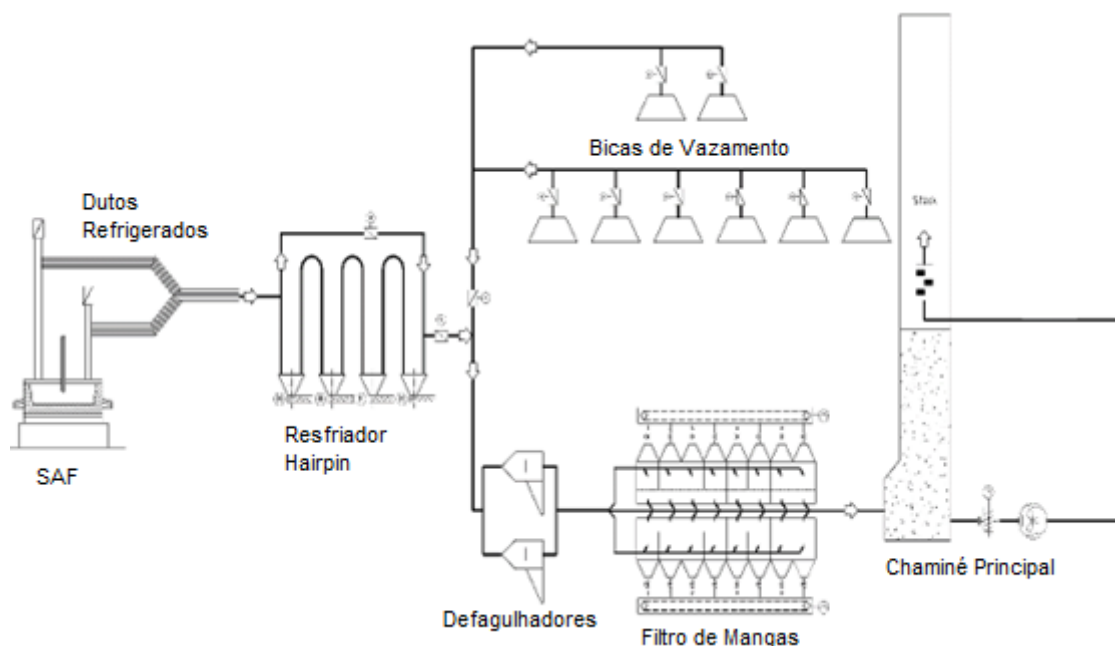 Bicas de Vazamento
Dutos
Refrigerados
Stack
Resfriador
Hairpin
SAF
Chaminé Principal
Defagulhadores
Filtro de Mangas